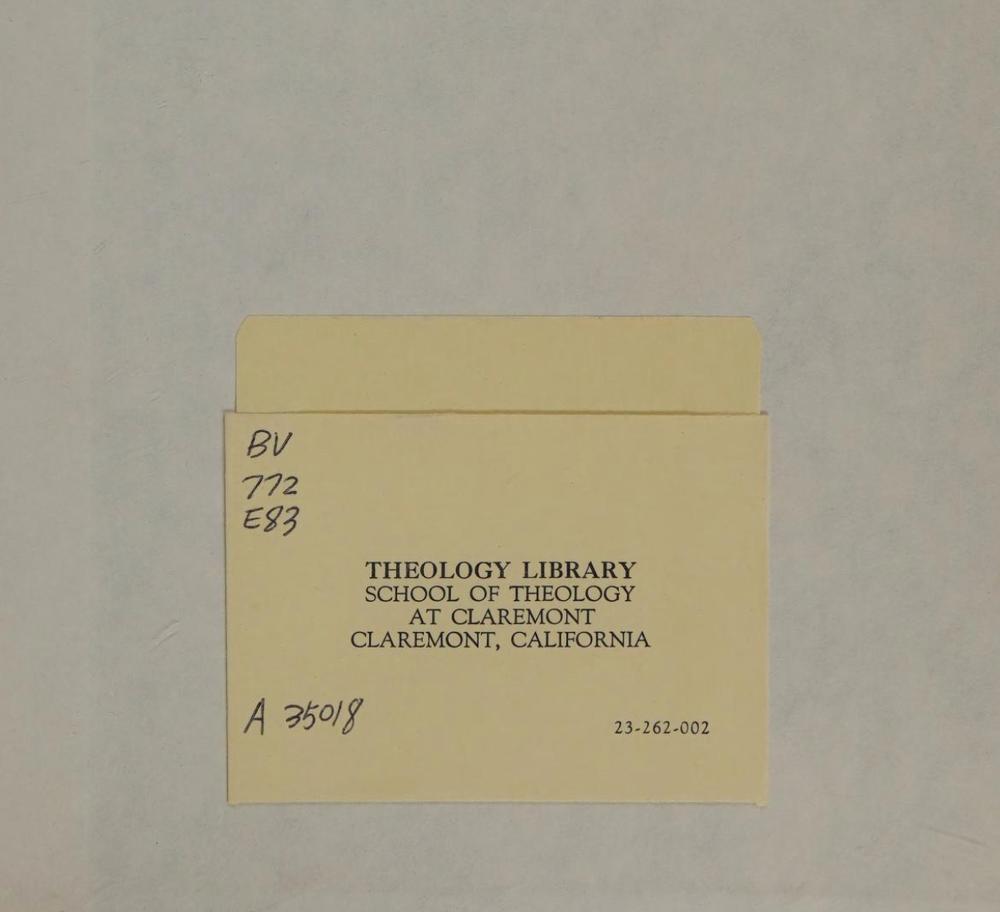 BV
772
E83
THEOLOGY LIBRARY
SCHOOL OF THEOLOGY
AT CLAREMONT
CLAREMONT, CALIFORNIA
A 35018
23-262-002